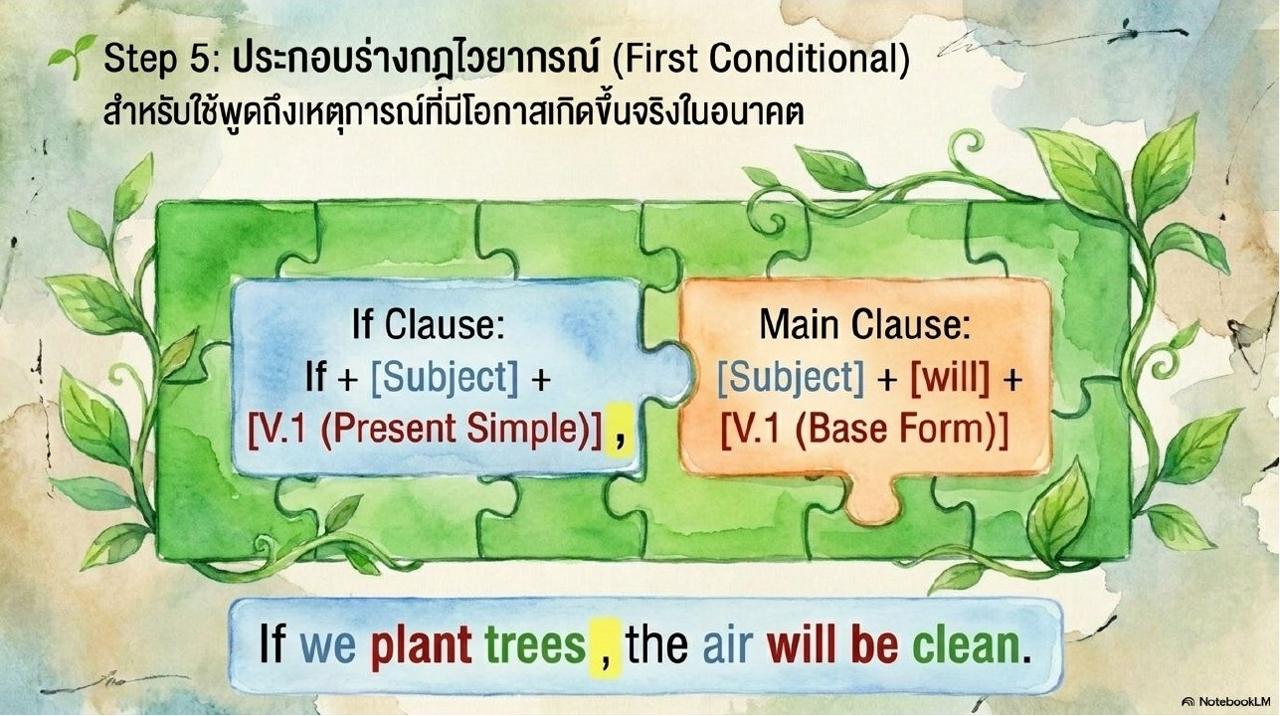 Step 5: ประกอบร่างกฎไวยากรณ์ (First Conditional)
สำหรับใช้พูดถึงเหตุการณ์ที่มีโอกาสเกิดขึ้นจริงในอนาคต
If Clause:
If + [Subject] +
[V.1 (Present Simple)] ,
Main Clause:
[Subject] + [will] +
[V.1 (Base Form)]
If we plant trees , the air will be clean.
NotebookLM